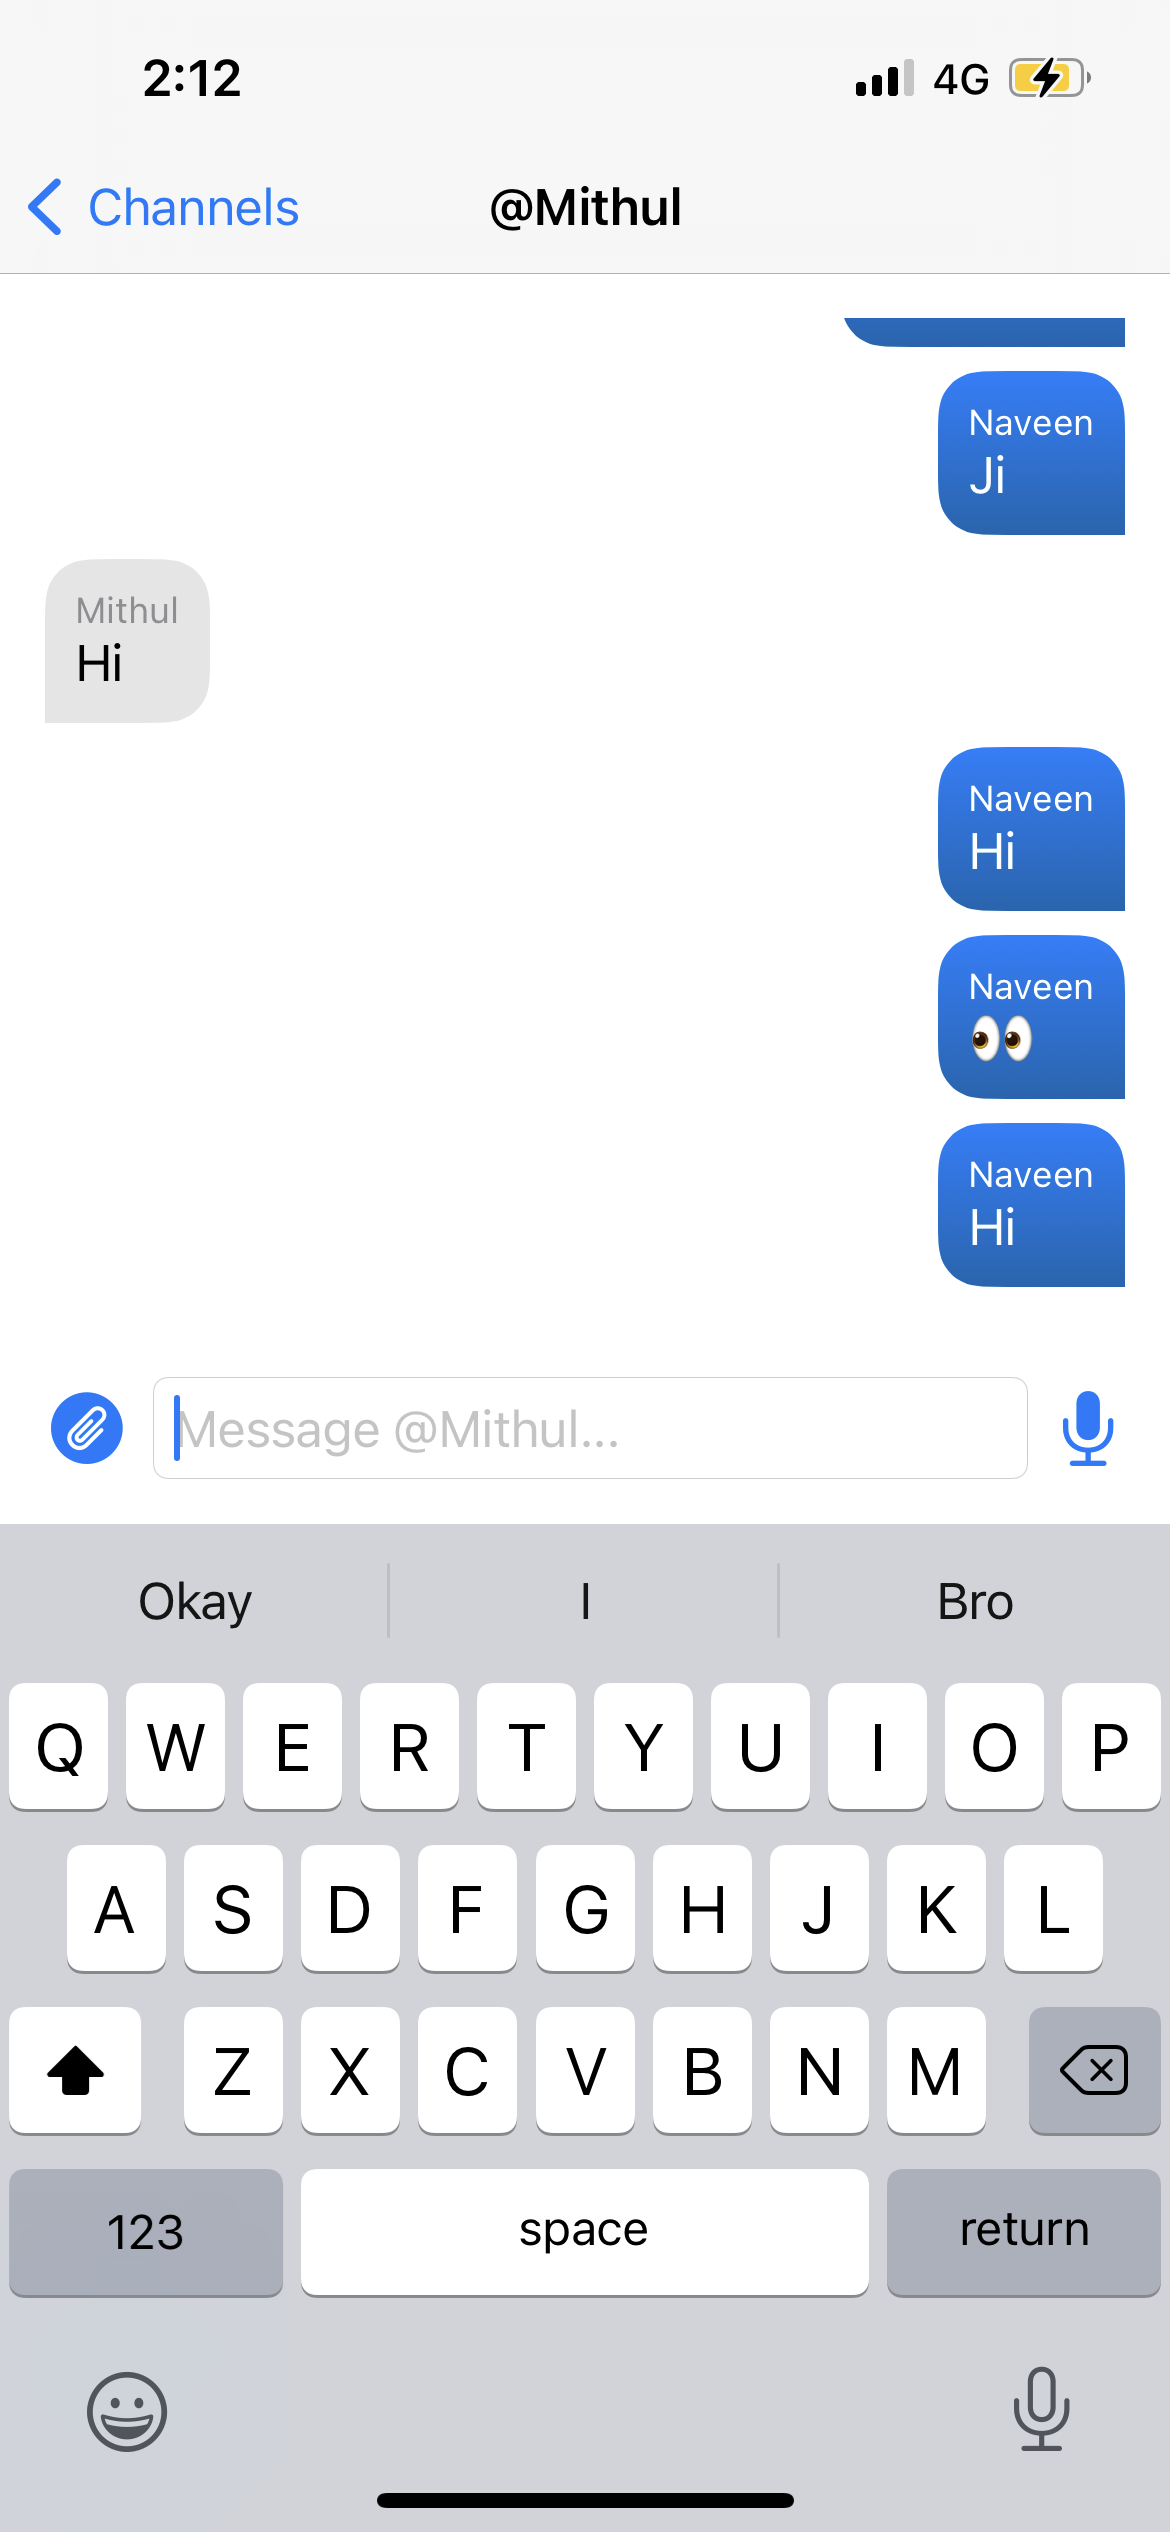 2:12 4G
Channels @Mithul
Naveen
Ji
Mithul
Hi
Naveen
Hi
Naveen
👀
Naveen
Hi
Message @Mithul...
Okay I Bro
Q W E R T Y U I O P
A S D F G H J K L
Z X C V B N M
123 space return